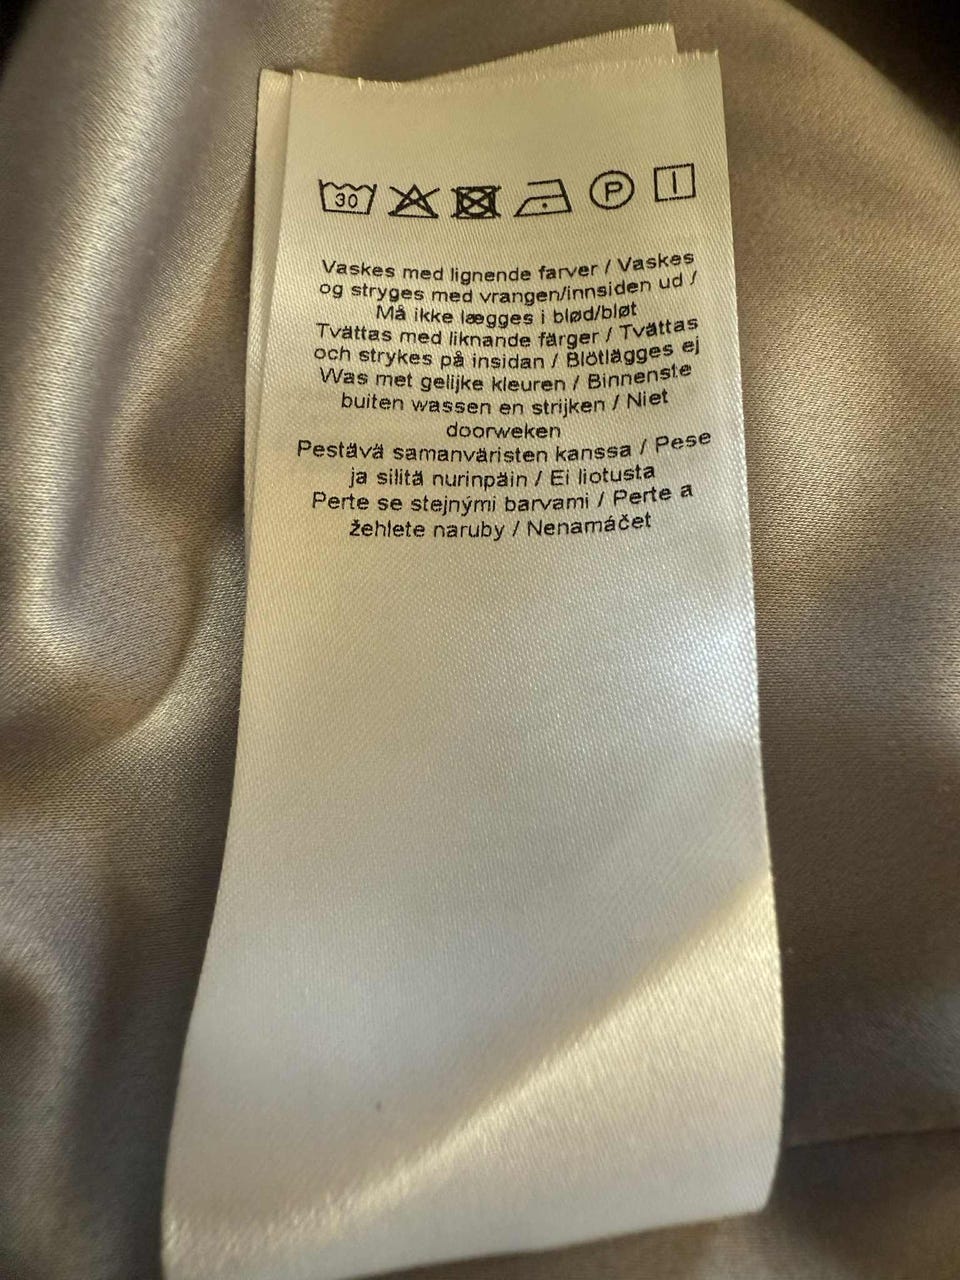 30 P
Vaskes med lignende farver / Vaskes
og stryges med vrangen/innsiden ud /
Må ikke lægges i blød/bløt
Tvättas med liknande färger / Tvättas
och strykes på insidan / Blötlägges ej
Was met gelijke kleuren / Binnenste
buiten wassen en strijken / Niet
doorweken
Pestävä samanväristen kanssa / Pese
ja silitä nurinpäin / Ei liotusta
Perte se stejnými barvami / Perte a
žehlete naruby / Nenamáčet